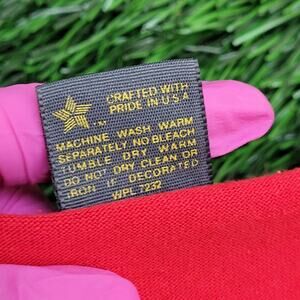 CRAFTED WITH
PRIDE IN U.S.A
TM
MACHINE WASH WARM
SEPARATELY NO BLEACH
TUMBLE DRY WARM
DO NOT DRY CLEAN OR
IRON IF DECORATED
WPL 7232